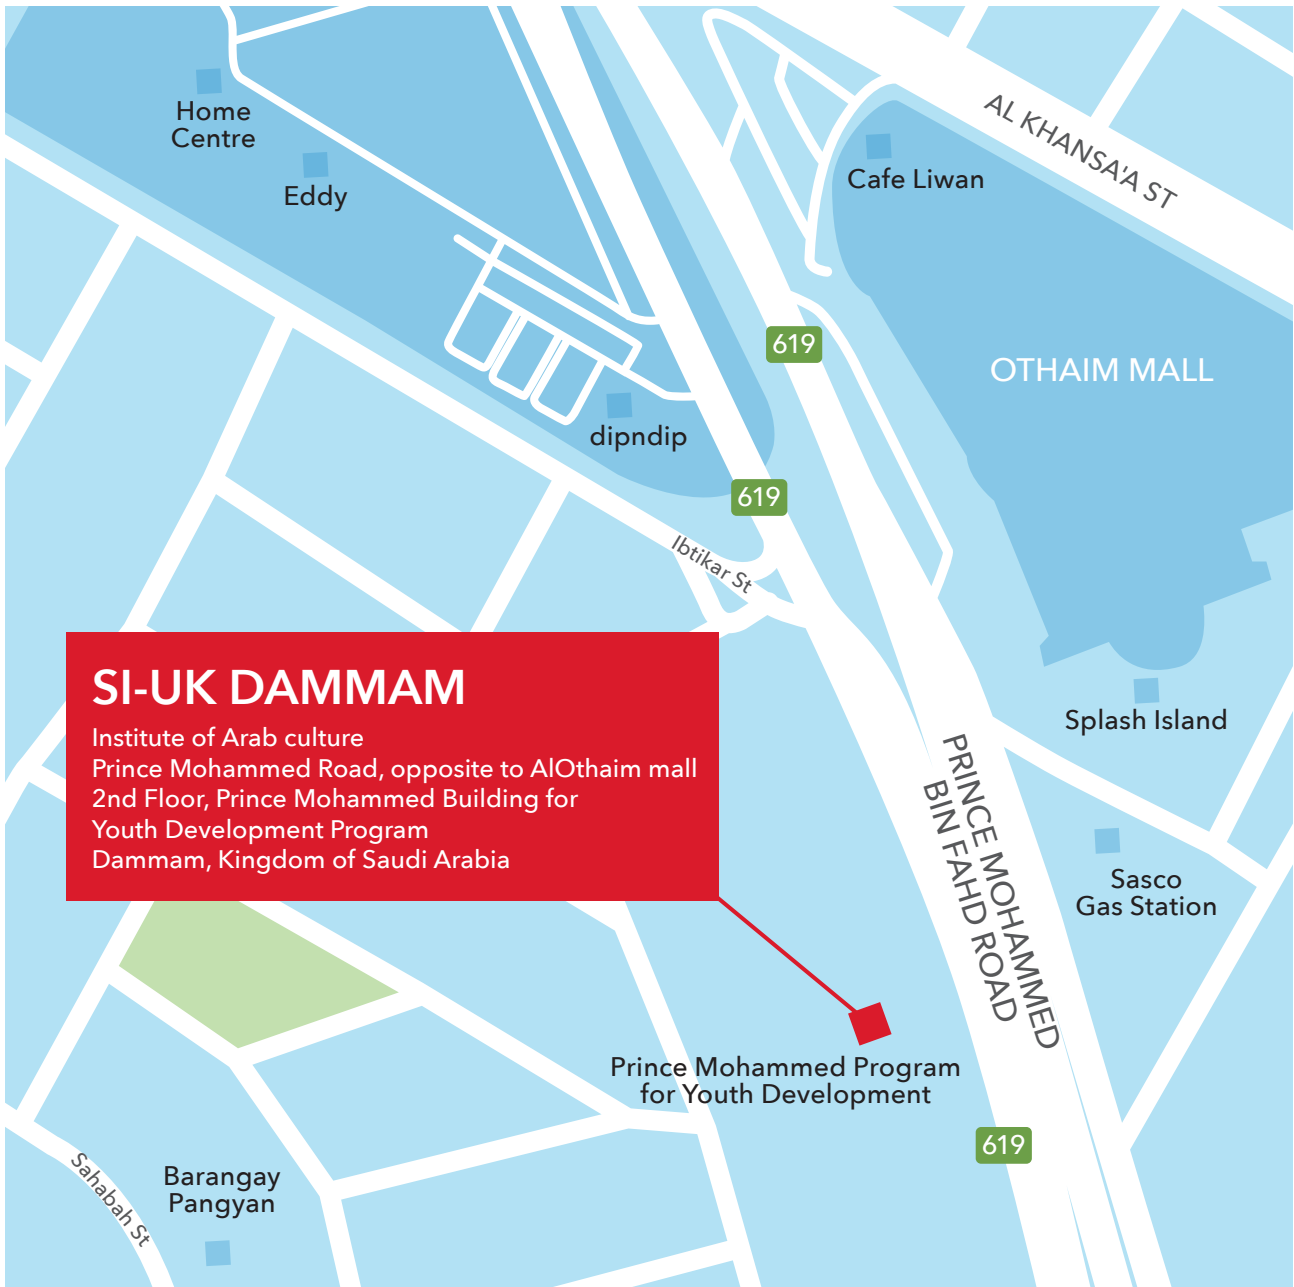 Home
Centre
Eddy
AL KHANSA'A ST
Cafe Liwan
619
OTHAIM MALL
dipndip
619
Ibtikar St
SI-UK DAMMAM
Institute of Arab culture
Prince Mohammed Road, opposite to AlOthaim mall
2nd Floor, Prince Mohammed Building for
Youth Development Program
Dammam, Kingdom of Saudi Arabia
Splash Island
PRINCE MOHAMMED
BIN FAHD ROAD
Sasco
Gas Station
Prince Mohammed Program
for Youth Development
619
Sahabah St
Barangay
Pangyan